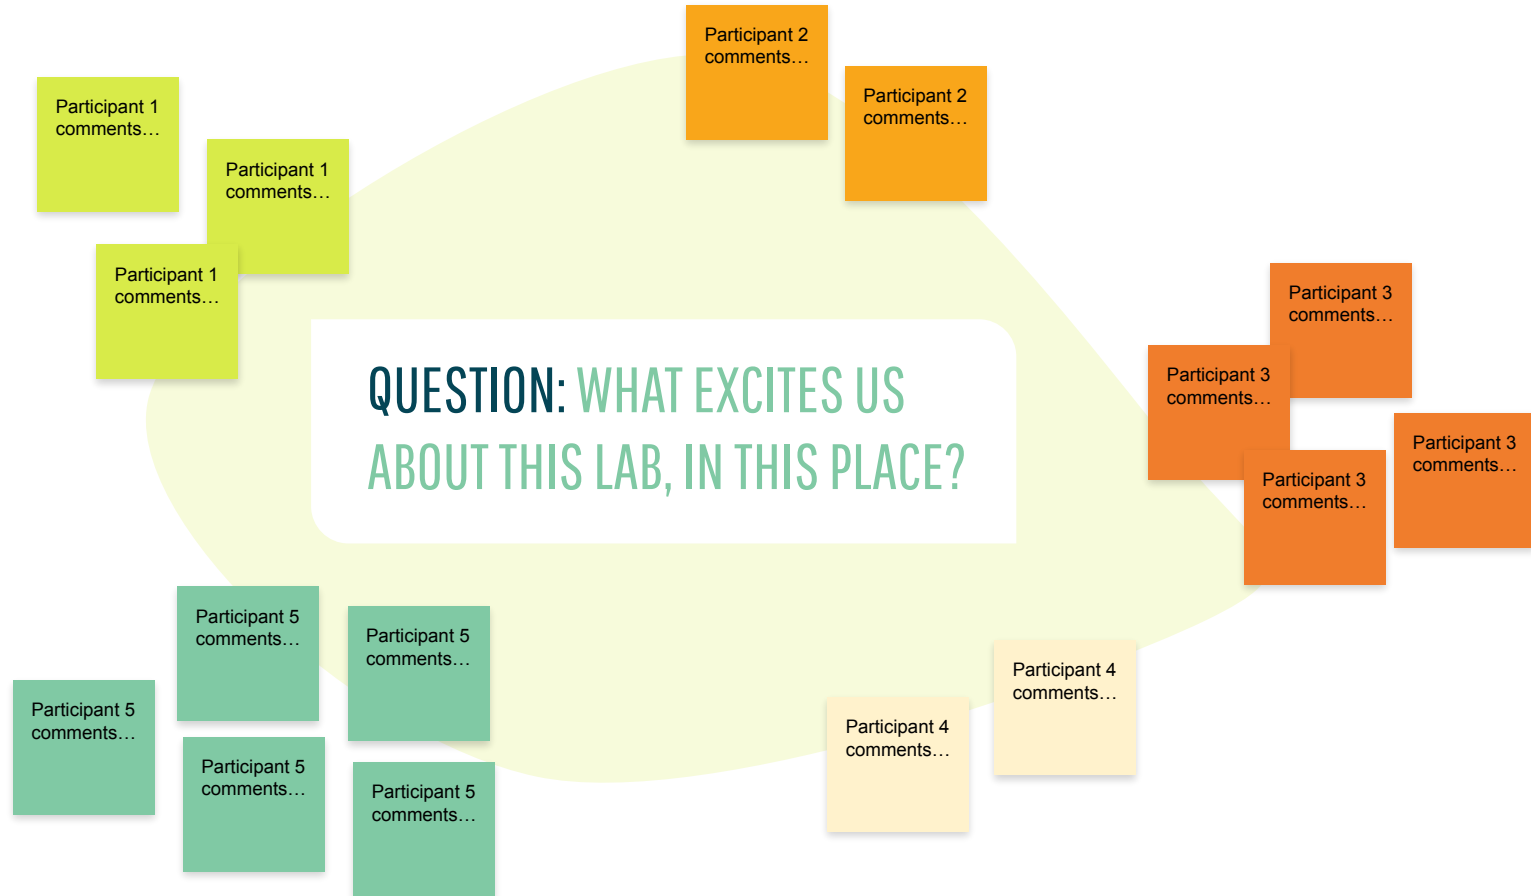 Participant 1
comments…
Participant 1
comments…
Participant 1
comments…
Participant 2
comments…
Participant 2
comments…
Participant 3
comments…
Participant 3
comments…
Participant 3
comments…
Participant 3
comments…
QUESTION: WHAT EXCITES US
ABOUT THIS LAB, IN THIS PLACE?
Participant 5
comments…
Participant 5
comments…
Participant 5
comments…
Participant 5
comments…
Participant 5
comments…
Participant 4
comments…
Participant 4
comments…